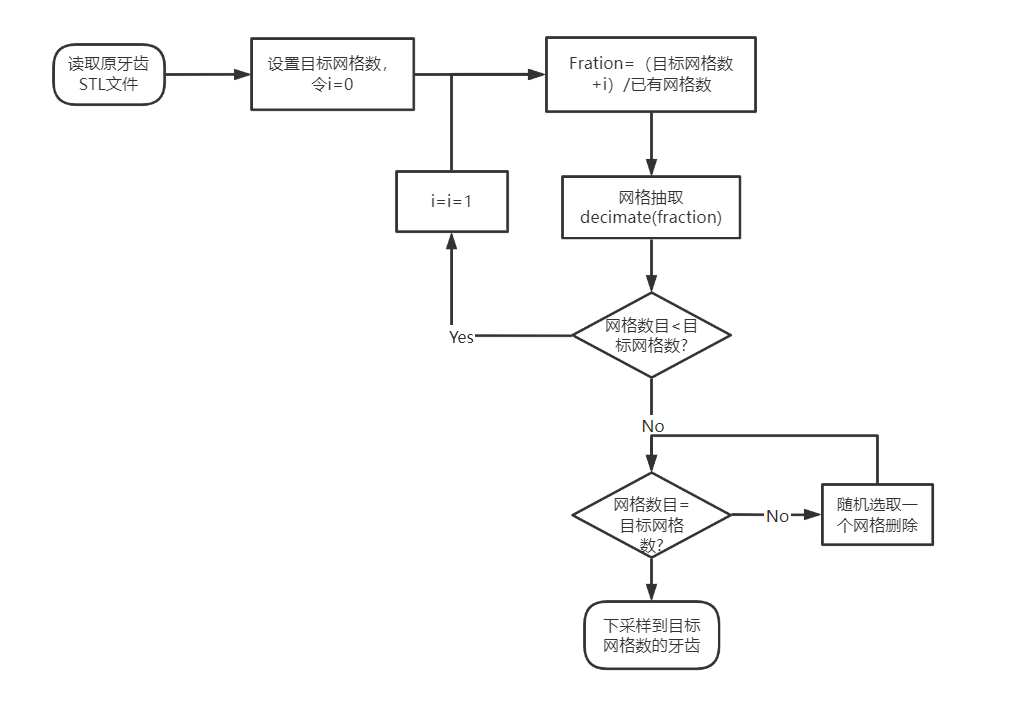 读取原牙齿
STL文件
设置目标网格数，
令i=0
Fration=（目标网格数
+i）/已有网格数
i=i=1
网格抽取
decimate(fraction)
网格数目<目
标网格数?
Yes
No
网格数目=
目标网格
数?
No
随机选取一
个网格删除
下采样到目标
网格数的牙齿